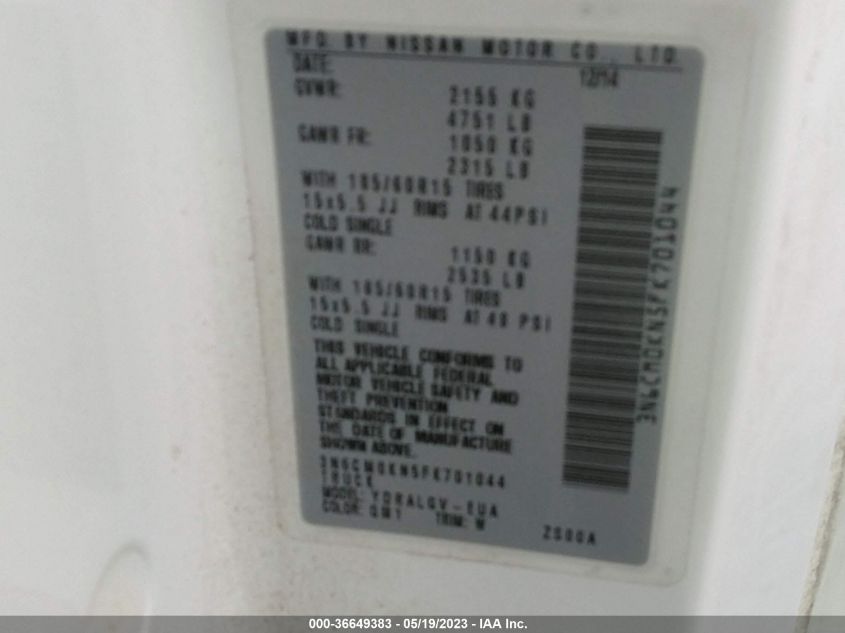 MFD BY NISSAN MOTOR CO., LTD.
DATE: 12/14
GVWR: 2155 KG
4751 LB
GAWR FR: 1050 KG
2315 LB
WITH 185/60R15 TIRES
15x5.5 JJ RIMS AT 44PSI
COLD SINGLE
GAWR RR: 1150 KG
2535 LB
WITH 185/60R15 TIRES
15x5.5 JJ RIMS AT 48 PSI
COLD SINGLE
THIS VEHICLE CONFORMS TO
ALL APPLICABLE FEDERAL
MOTOR VEHICLE SAFETY AND
THEFT PREVENTION
STANDARDS IN EFFECT ON
THE DATE OF MANUFACTURE
SHOWN ABOVE.
3N6CM0KN5FK701044
TRUCK
MODEL: YDRALGV-EUA
COLOR: QM1 TRIM: W ZS00A
3N6CM0KN5FK701044
000-36649383 - 05/19/2023 - IAA Inc.